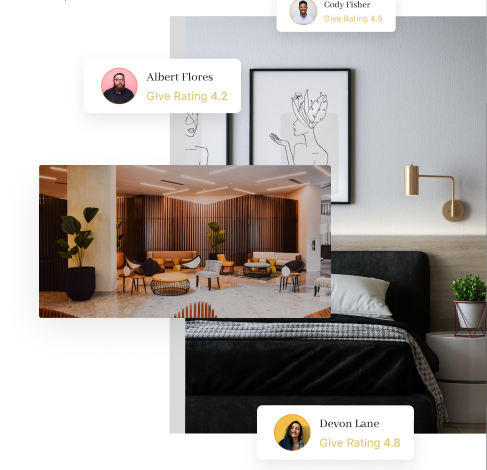 Cody Fisher
Give Rating 4.5
Albert Flores
Give Rating 4.2
Devon Lane
Give Rating 4.8